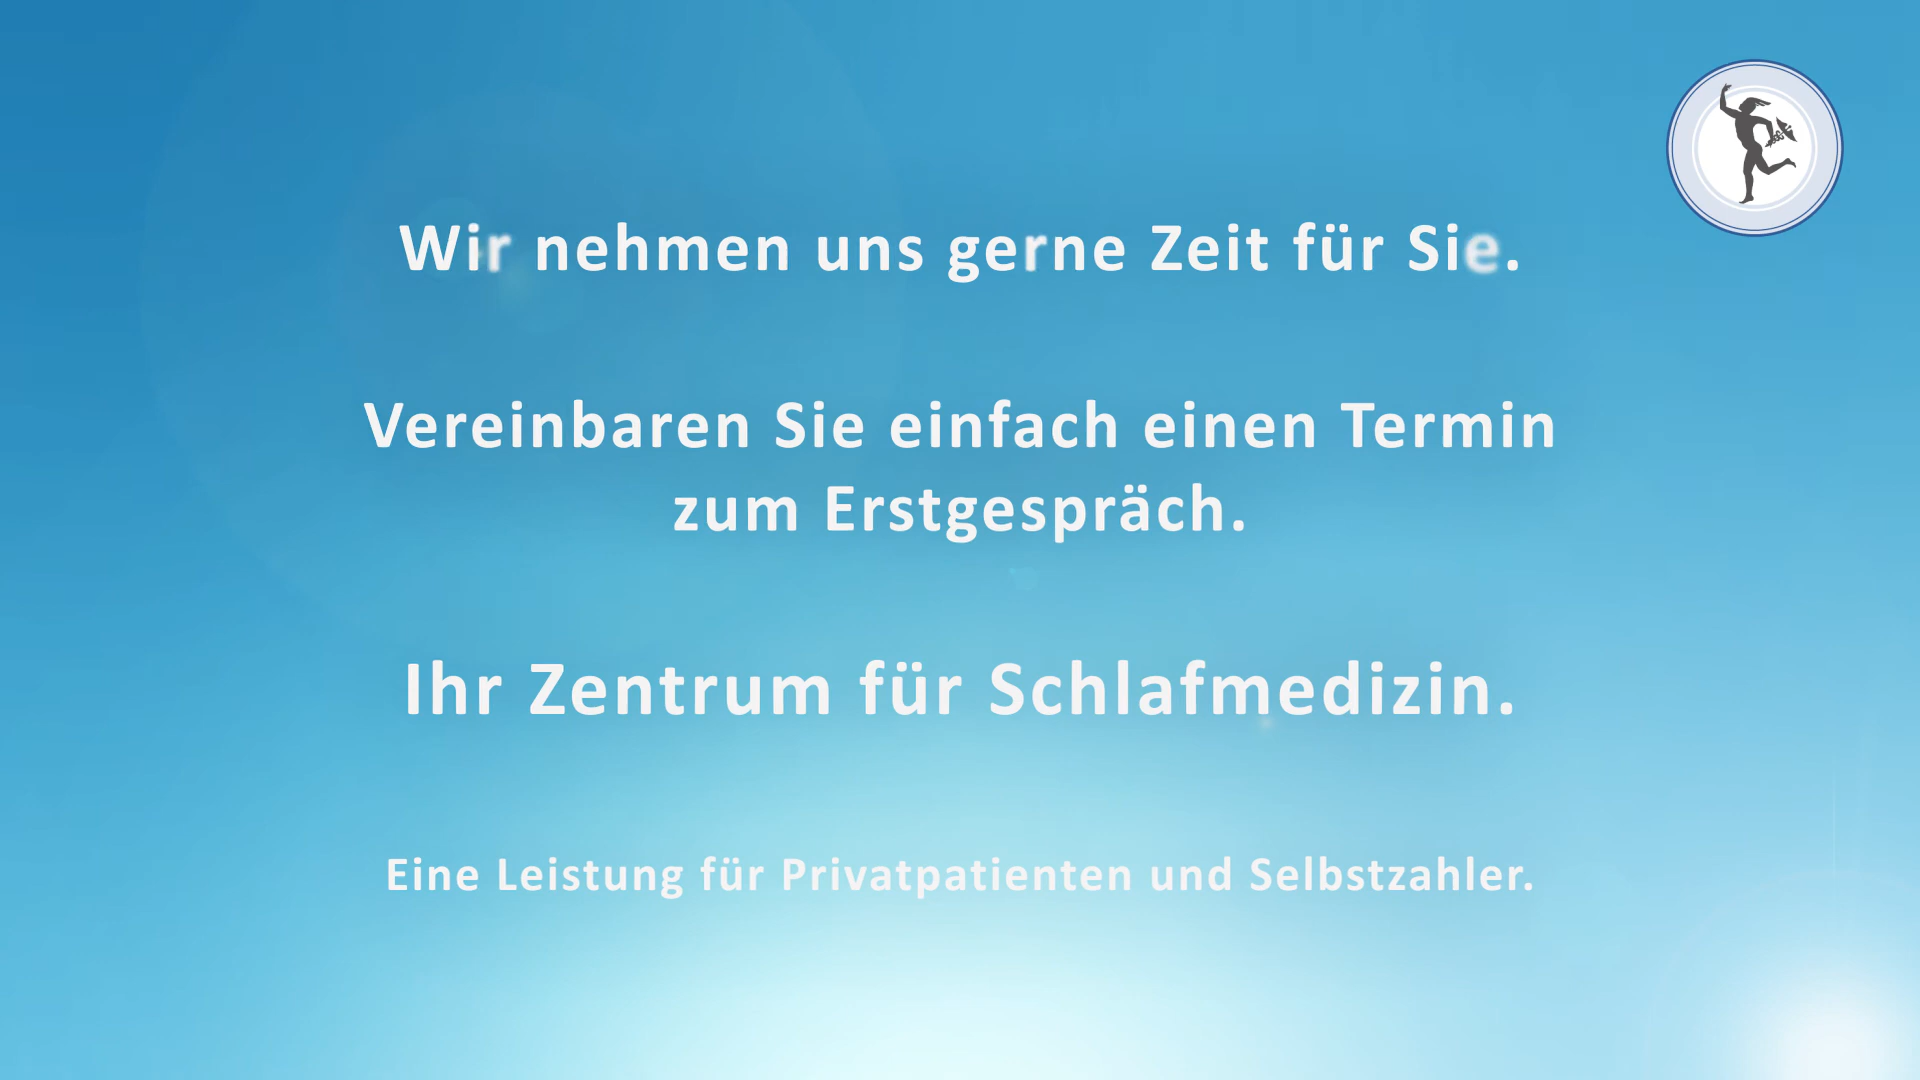 Wir nehmen uns gerne Zeit für Sie.
Vereinbaren Sie einfach einen Termin
zum Erstgespräch.
Ihr Zentrum für Schlafmedizin.
Eine Leistung für Privatpatienten und Selbstzahler.